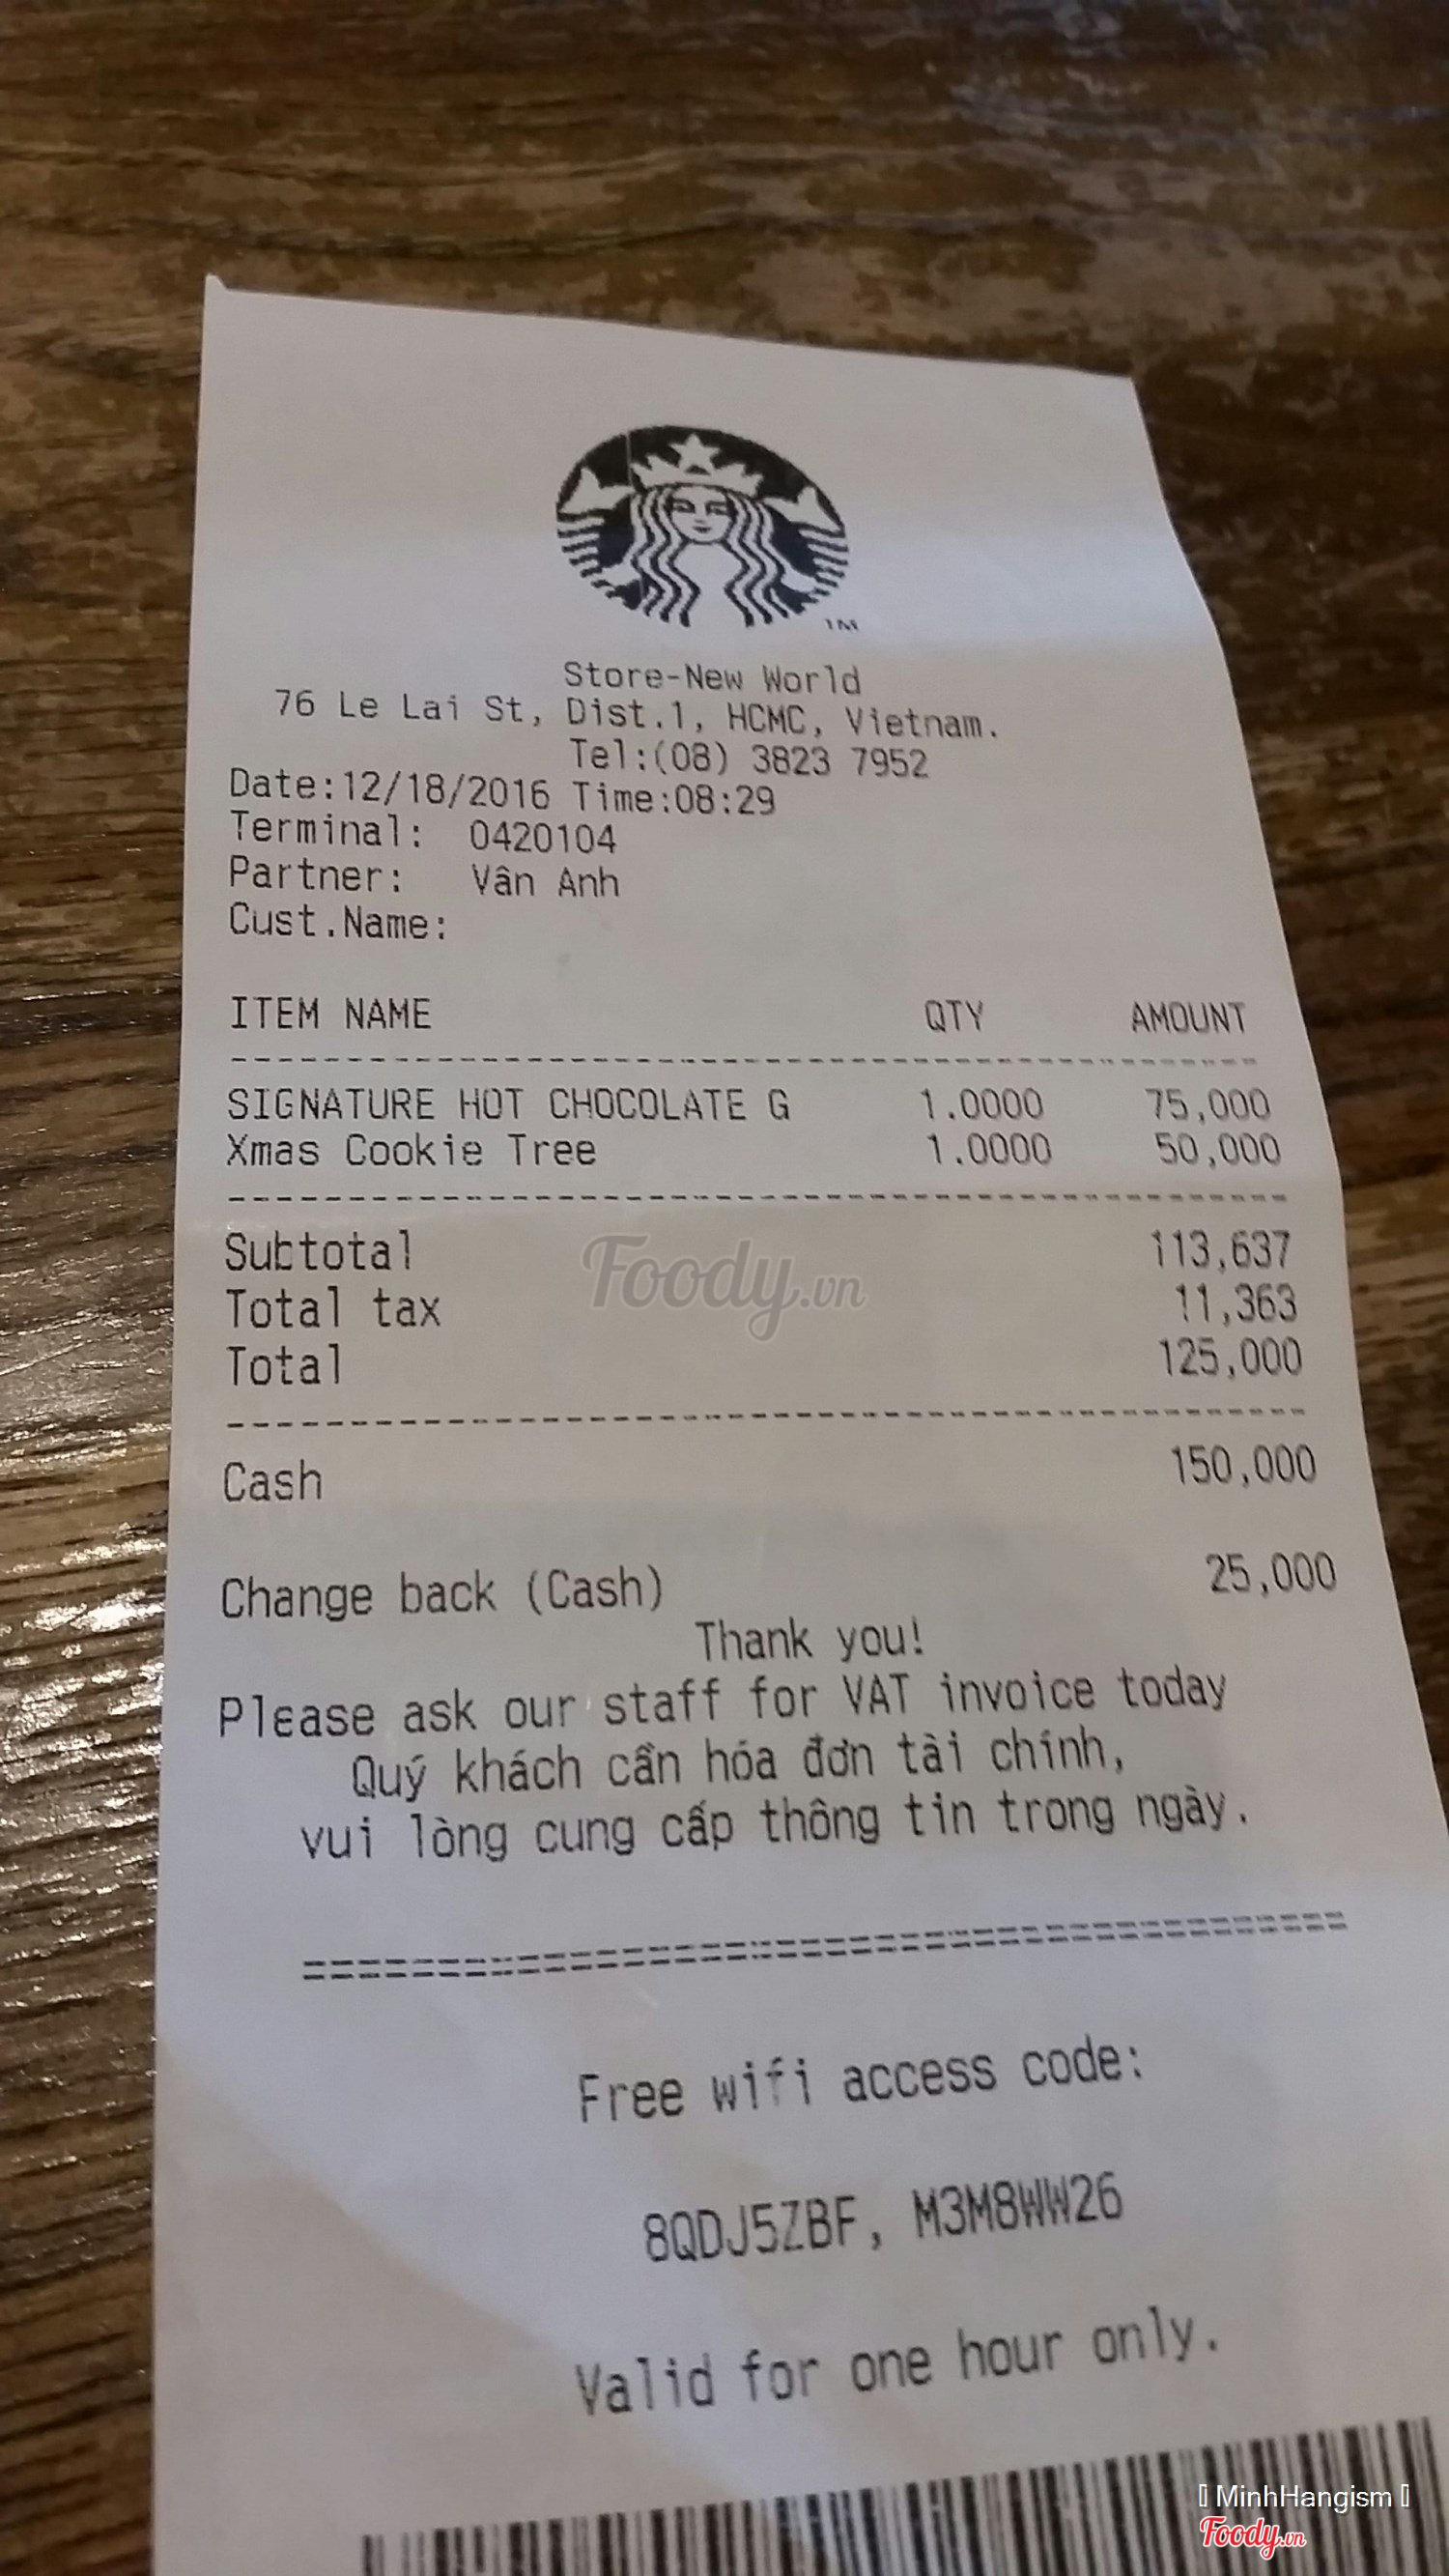 TM
Store-New World
76 Le Lai St, Dist.1, HCMC, Vietnam.
Tel:(08) 3823 7952
Date:12/18/2016 Time:08:29
Terminal: 0420104
Partner: Vân Anh
Cust.Name:
ITEM NAME QTY AMOUNT
SIGNATURE HOT CHOCOLATE G 1.0000 75,000
Xmas Cookie Tree 1.0000 50,000
Subtotal 113,637
Foody.vn
Total tax 11,363
Total 125,000
Cash 150,000
Change back (Cash) 25,000
Thank you!
Please ask our staff for VAT invoice today
Quý khách cần hóa đơn tài chính,
vui lòng cung cấp thông tin trong ngày.
Free wifi access code:
8QDJ5ZBF, M3M8WW26
Valid for one hour only.
MinhHangism
Foody.vn